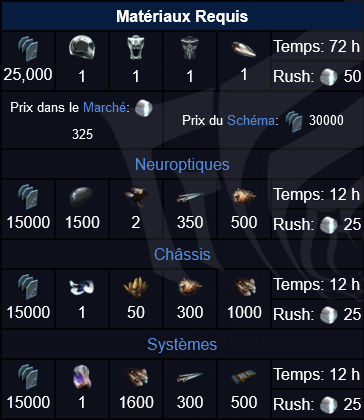 Matériaux Requis
25,000 1 1 1 1 Temps: 72 h
Rush: 50
Prix dans le Marché: 325
Prix du Schéma: 30000
Neuroptiques
15000 1500 2 350 500 Temps: 12 h
Rush: 25
Châssis
15000 1 50 300 1000 Temps: 12 h
Rush: 25
Systèmes
15000 1 1600 300 500 Temps: 12 h
Rush: 25